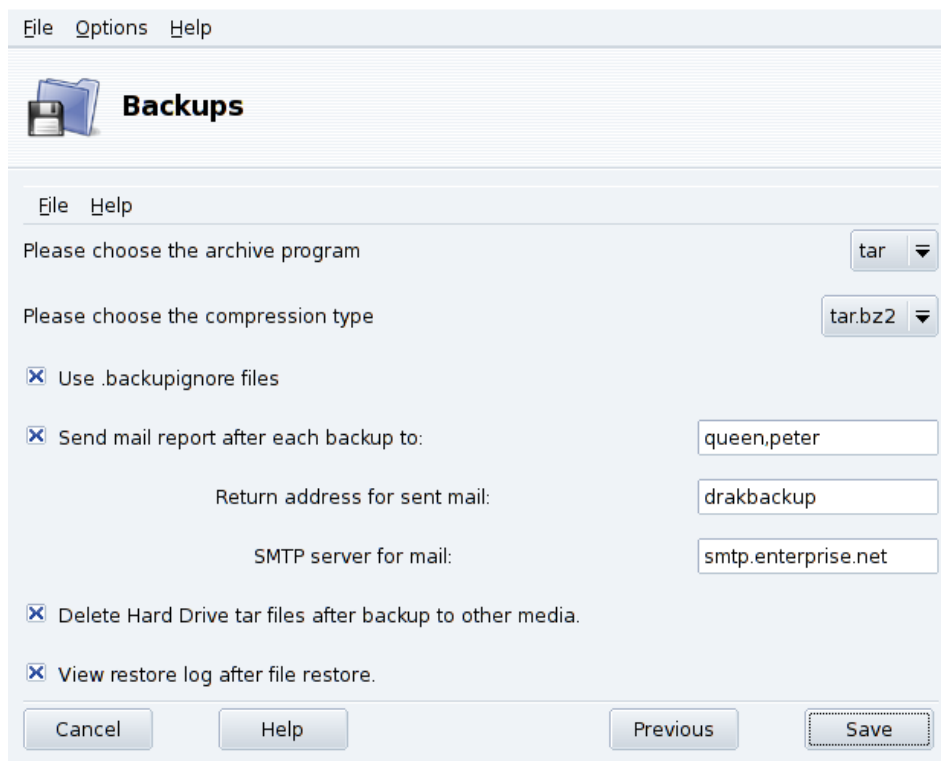 File Options Help
Backups
File Help
Please choose the archive program tar
Please choose the compression type tar.bz2
Use .backupignore files
Send mail report after each backup to: queen,peter
Return address for sent mail: drakbackup
SMTP server for mail: smtp.enterprise.net
Delete Hard Drive tar files after backup to other media.
View restore log after file restore.
Cancel Help Previous Save